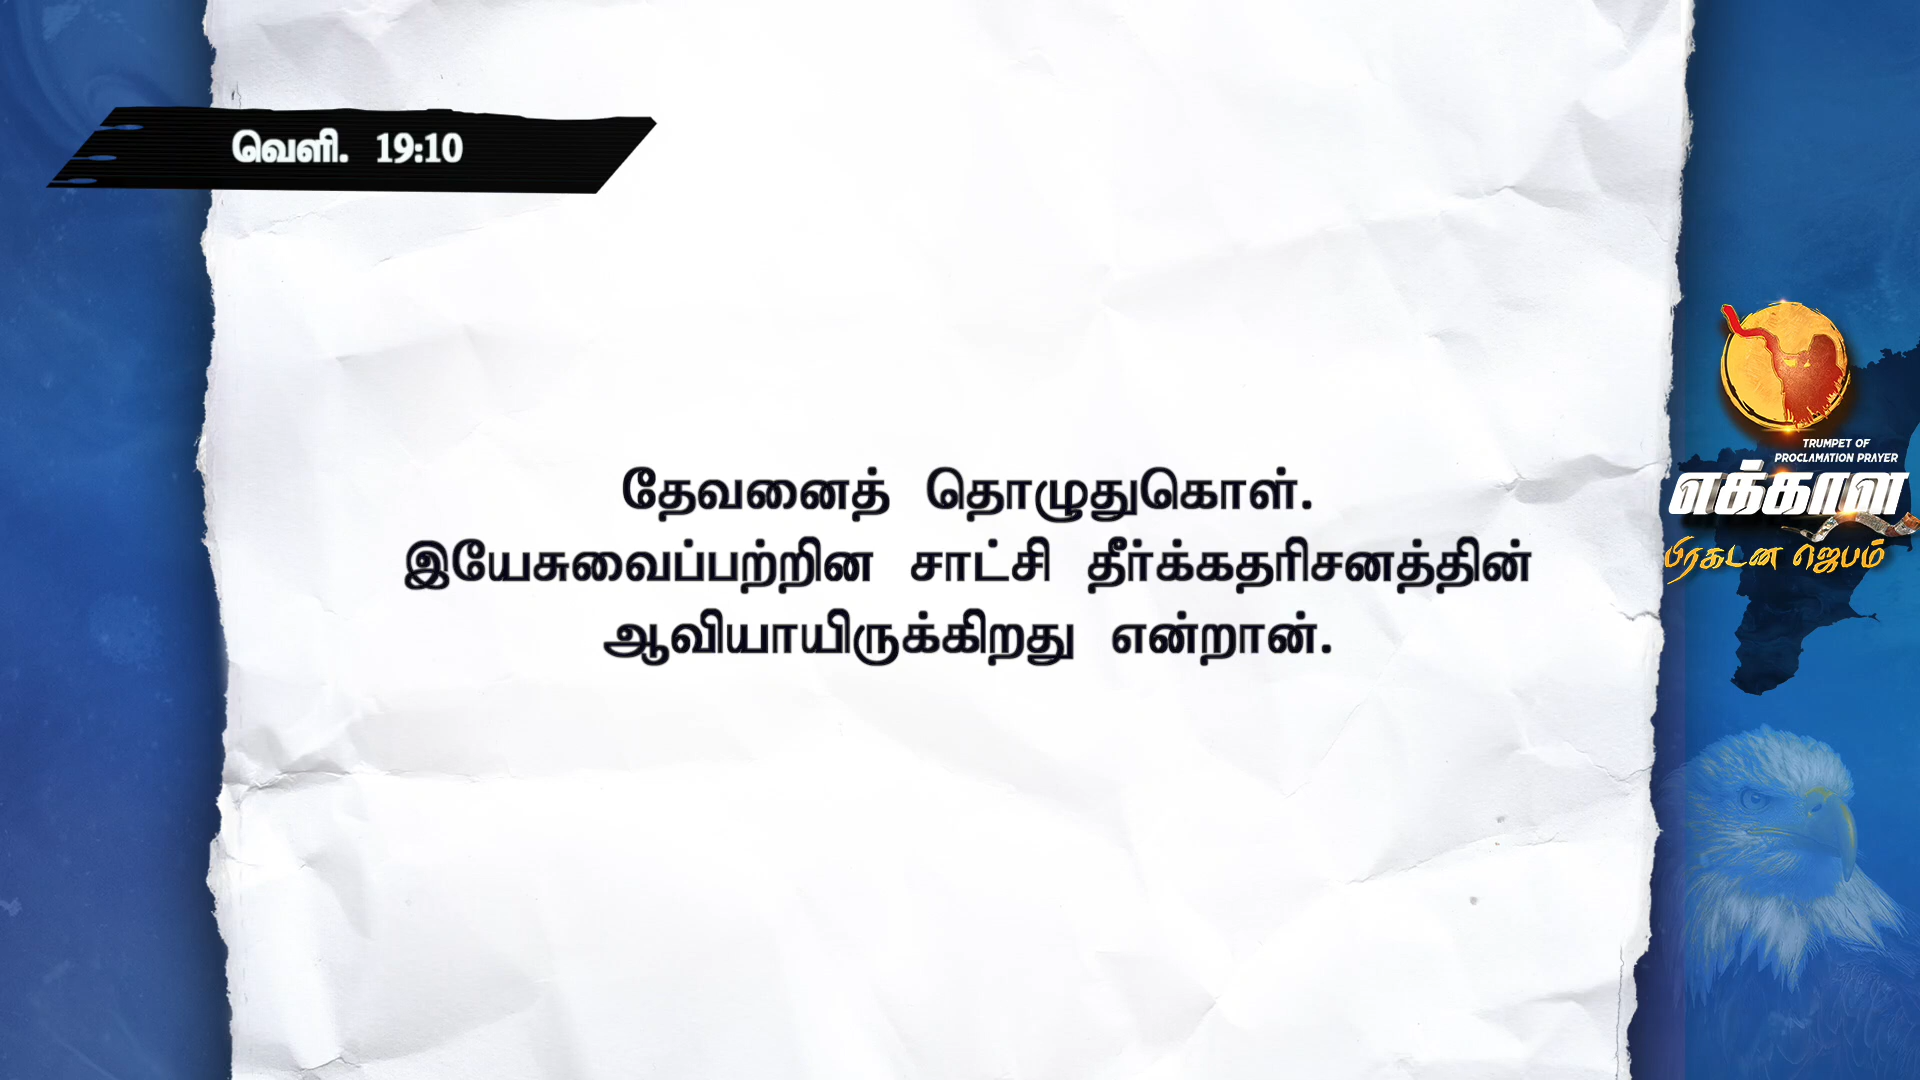 வெளி. 19:10
தேவனைத் தொழுதுகொள்.
இயேசுவைப்பற்றின சாட்சி தீர்க்கதரிசனத்தின்
ஆவியாயிருக்கிறது என்றான்.
TRUMPET OF
PROCLAMATION PRAYER
எக்காள
பிரகடன ஜெபம்